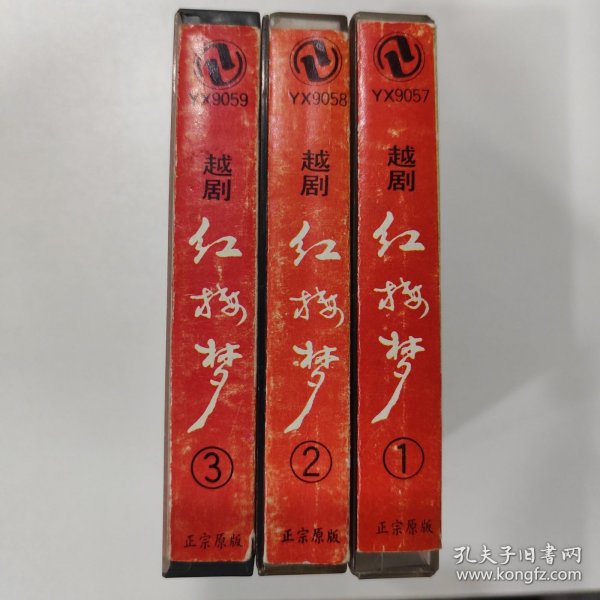 YX9059
越剧
红楼梦
③
正宗原版
YX9058
越剧
红楼梦
②
正宗原版
YX9057
越剧
红楼梦
①
正宗原版
孔夫子旧书网
www.kongfz.com